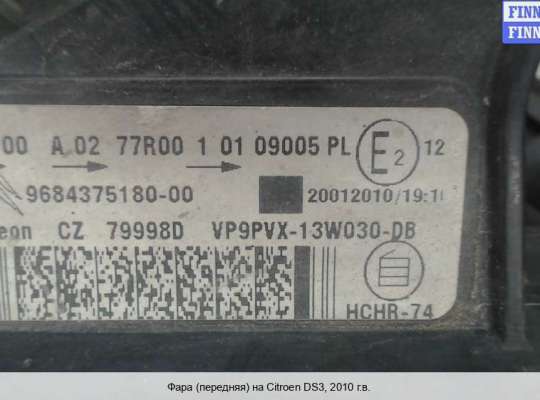 FINN
FINN
00 A 02 77R00 1 01 09005 PL E2 12
9684375180-00 20012010/19:1
eon CZ 79998D VP9PVX-13W030-DB
HCHR-74
Фара (передняя) на Citroen DS3, 2010 г.в.